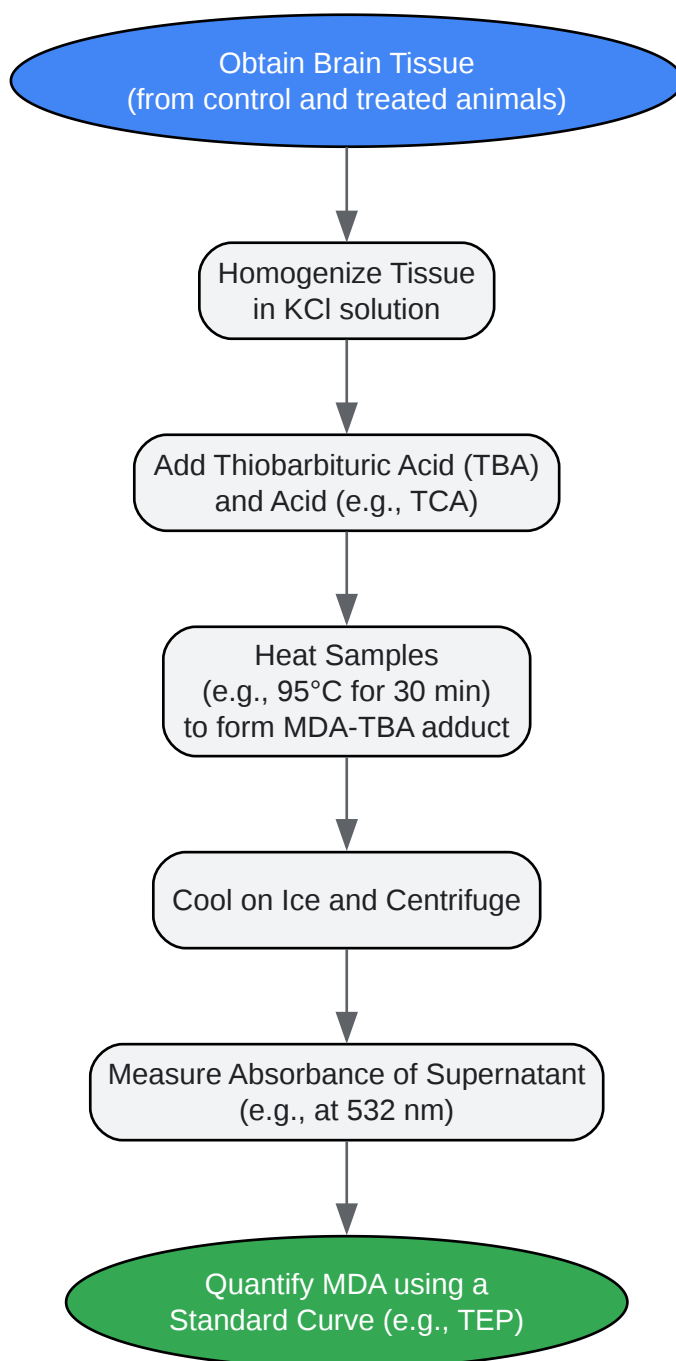 Obtain Brain Tissue
(from control and treated animals)
Homogenize Tissue
in KCl solution
Add Thiobarbituric Acid (TBA)
and Acid (e.g., TCA)
Heat Samples
(e.g., 95°C for 30 min)
to form MDA-TBA adduct
Cool on Ice and Centrifuge
Measure Absorbance of Supernatant
(e.g., at 532 nm)
Quantify MDA using a
Standard Curve (e.g., TEP)